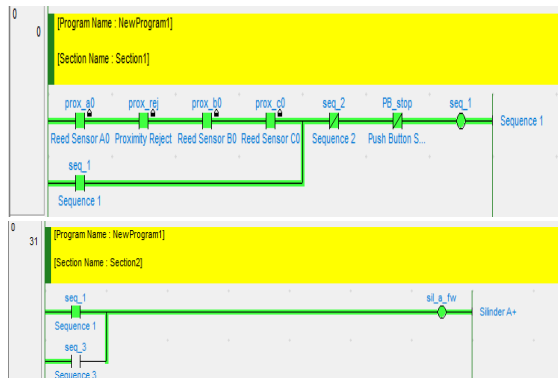 0
0
[Program Name : NewProgram1]
[Section Name : Section1]
prox_a0 prox_rej prox_b0 prox_c0 seq_2 PB_stop seq_1
Sequence 1
Reed Sensor A0 Proximity Reject Reed Sensor B0 Reed Sensor C0 Sequence 2 Push Button S...
seq_1
Sequence 1
0
31
[Program Name : NewProgram1]
[Section Name : Section2]
seq_1 sil_a_fw
Silinder A+
Sequence 1
seq_3
Sequence 3